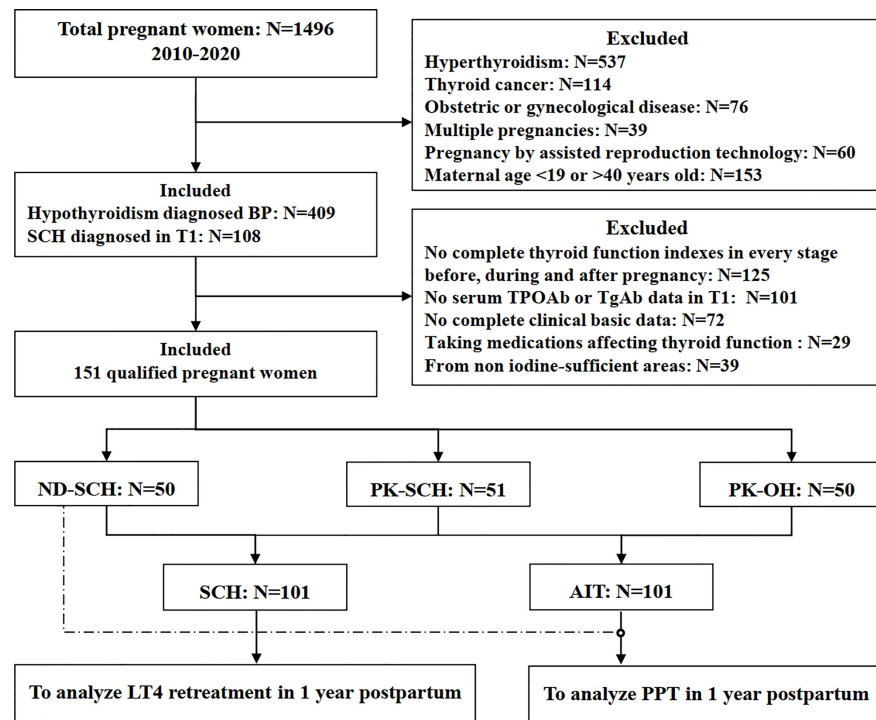 Total pregnant women: N=1496
2010-2020
Excluded
Hyperthyroidism: N=537
Thyroid cancer: N=114
Obstetric or gynecological disease: N=76
Multiple pregnancies: N=39
Pregnancy by assisted reproduction technology: N=60
Maternal age <19 or >40 years old: N=153
Included
Hypothyroidism diagnosed BP: N=409
SCH diagnosed in T1: N=108
Excluded
No complete thyroid function indexes in every stage
before, during and after pregnancy: N=125
No serum TPOAb or TgAb data in T1: N=101
No complete clinical basic data: N=72
Taking medications affecting thyroid function : N=29
From non iodine-sufficient areas: N=39
Included
151 qualified pregnant women
ND-SCH: N=50
PK-SCH: N=51
PK-OH: N=50
SCH: N=101
AIT: N=101
To analyze LT4 retreatment in 1 year postpartum
To analyze PPT in 1 year postpartum